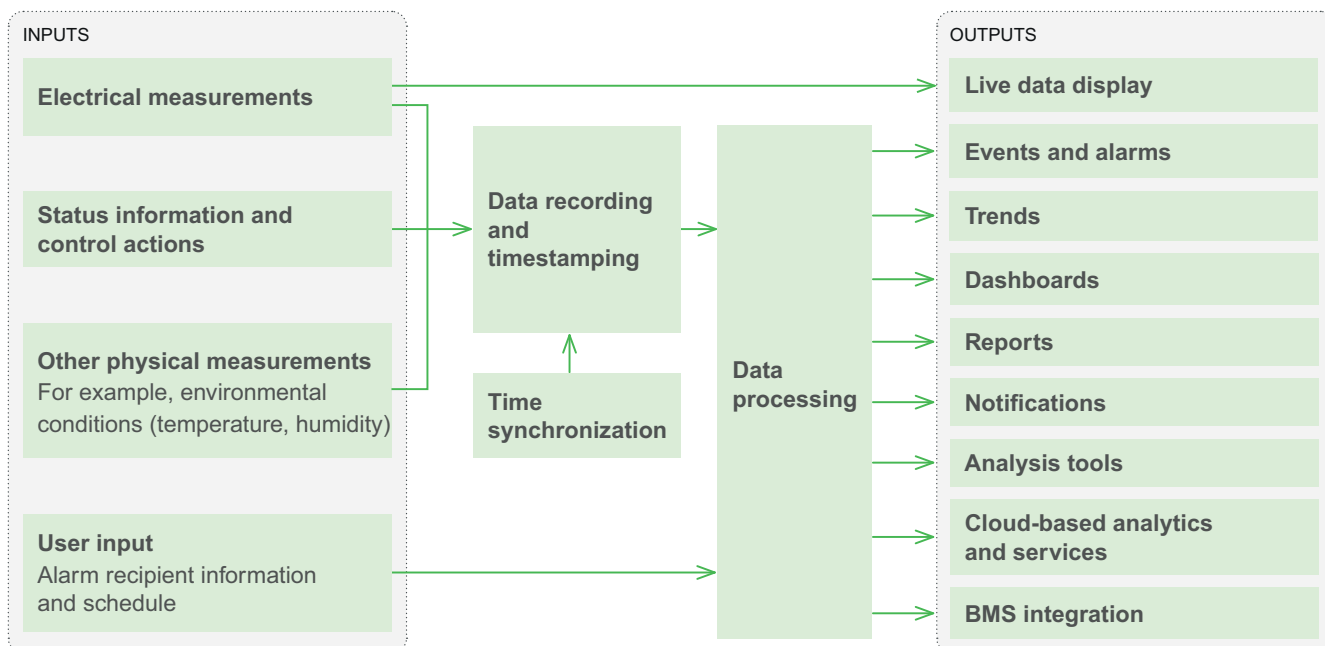 INPUTS
Electrical measurements
Status information and
control actions
Other physical measurements
For example, environmental
conditions (temperature, humidity)
User input
Alarm recipient information
and schedule
Data recording
and
timestamping
Time
synchronization
Data
processing
OUTPUTS
Live data display
Events and alarms
Trends
Dashboards
Reports
Notifications
Analysis tools
Cloud-based analytics
and services
BMS integration